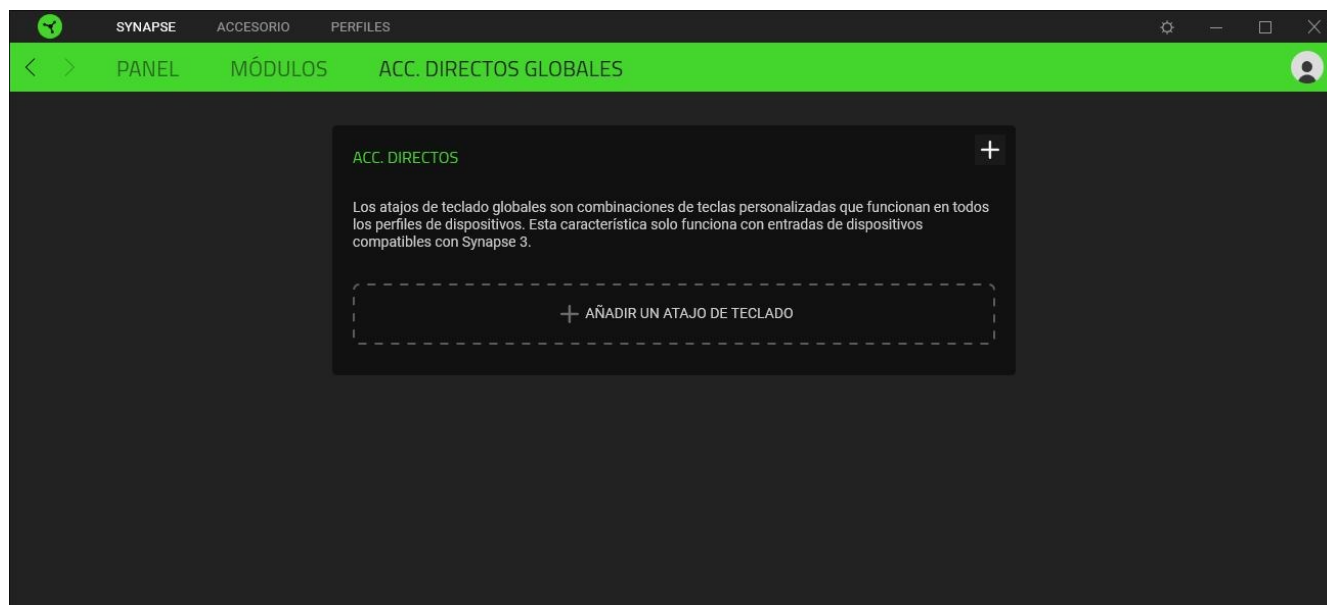 SYNAPSE ACCESORIO PERFILES
PANEL MÓDULOS ACC. DIRECTOS GLOBALES
ACC. DIRECTOS
Los atajos de teclado globales son combinaciones de teclas personalizadas que funcionan en todos
los perfiles de dispositivos. Esta característica solo funciona con entradas de dispositivos
compatibles con Synapse 3.
AÑADIR UN ATAJO DE TECLADO